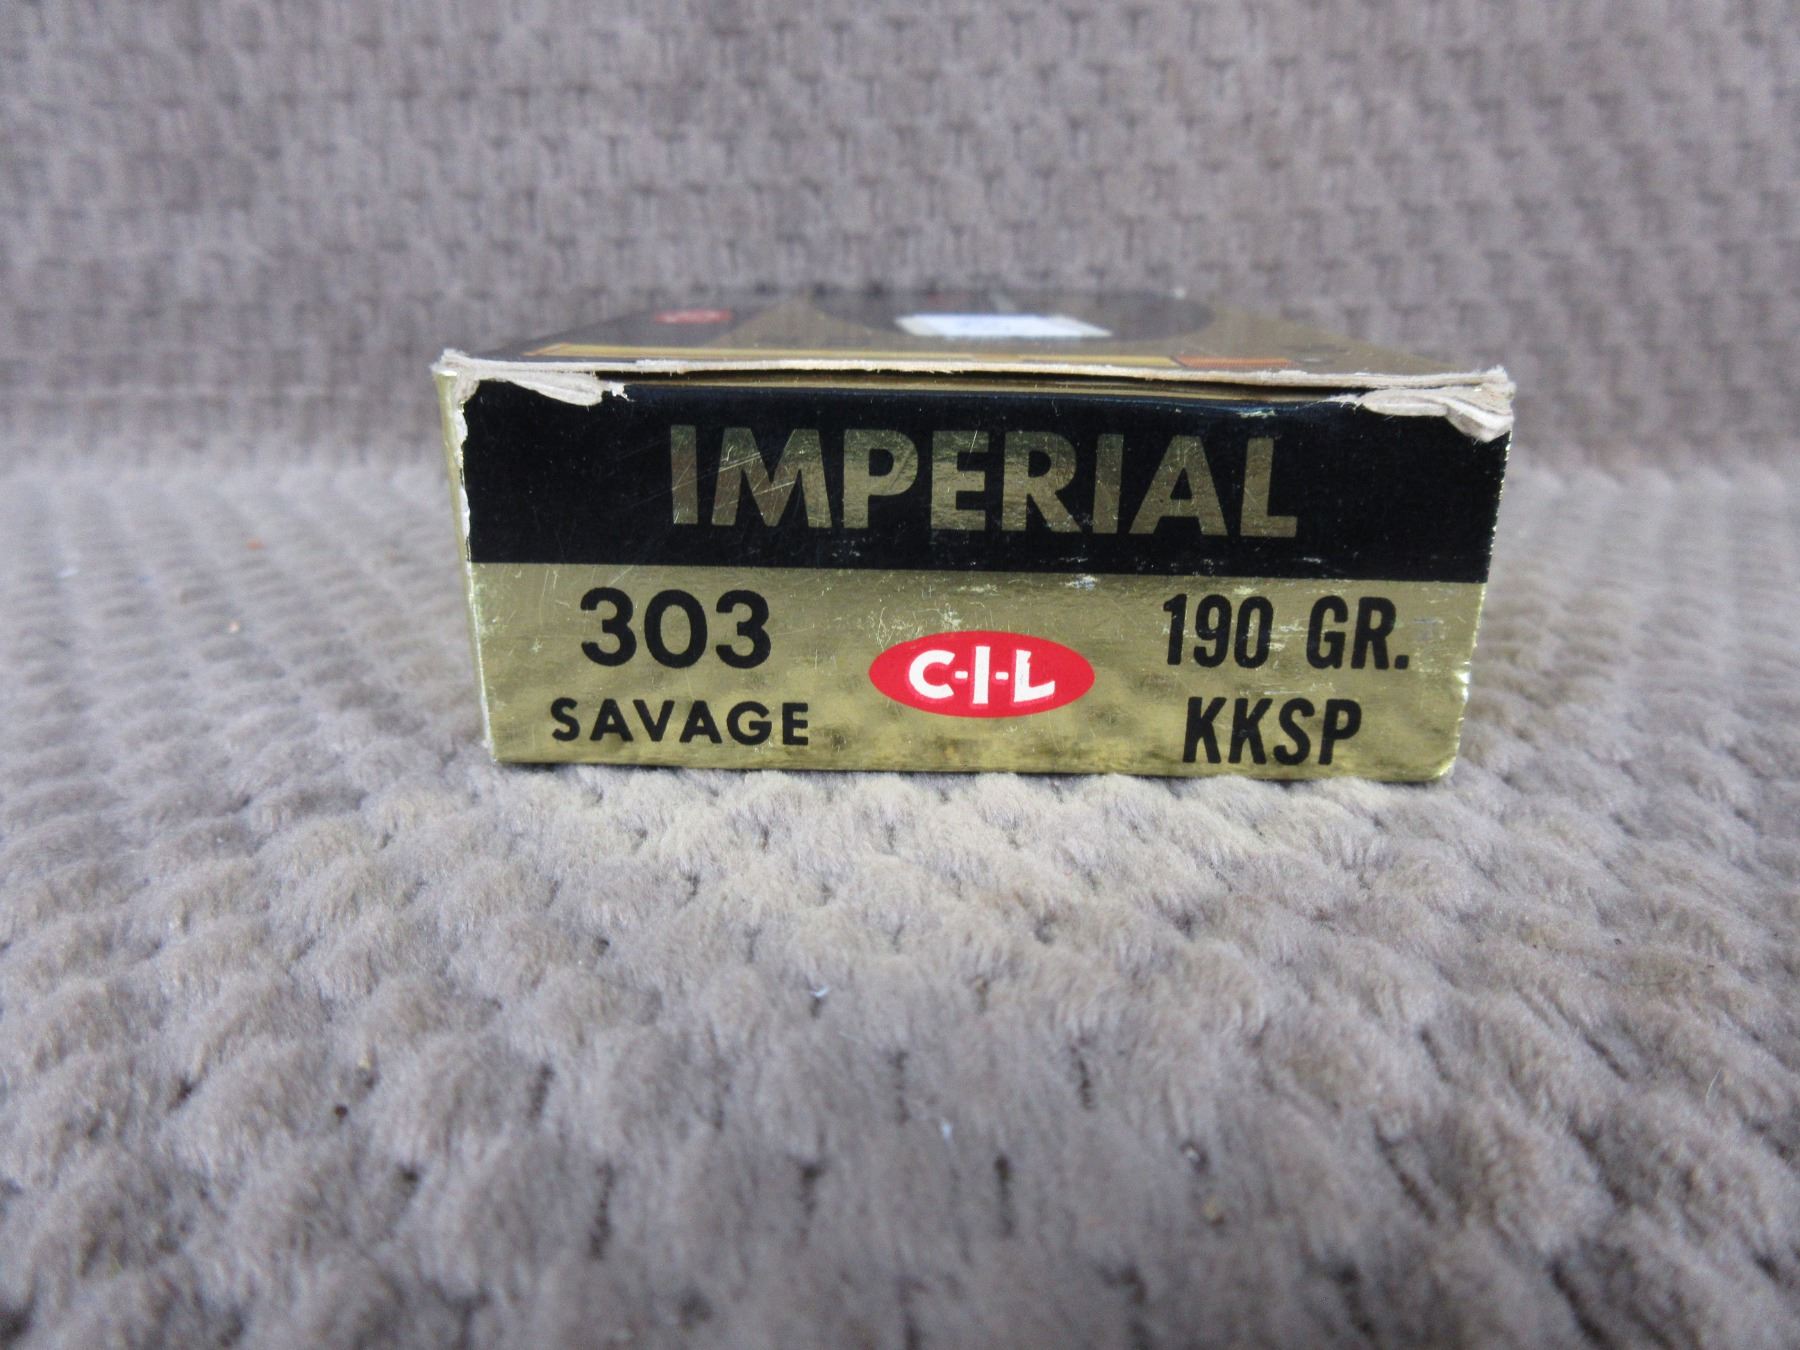 IMPERIAL
303
SAVAGE
C-I-L
190 GR.
KKSP